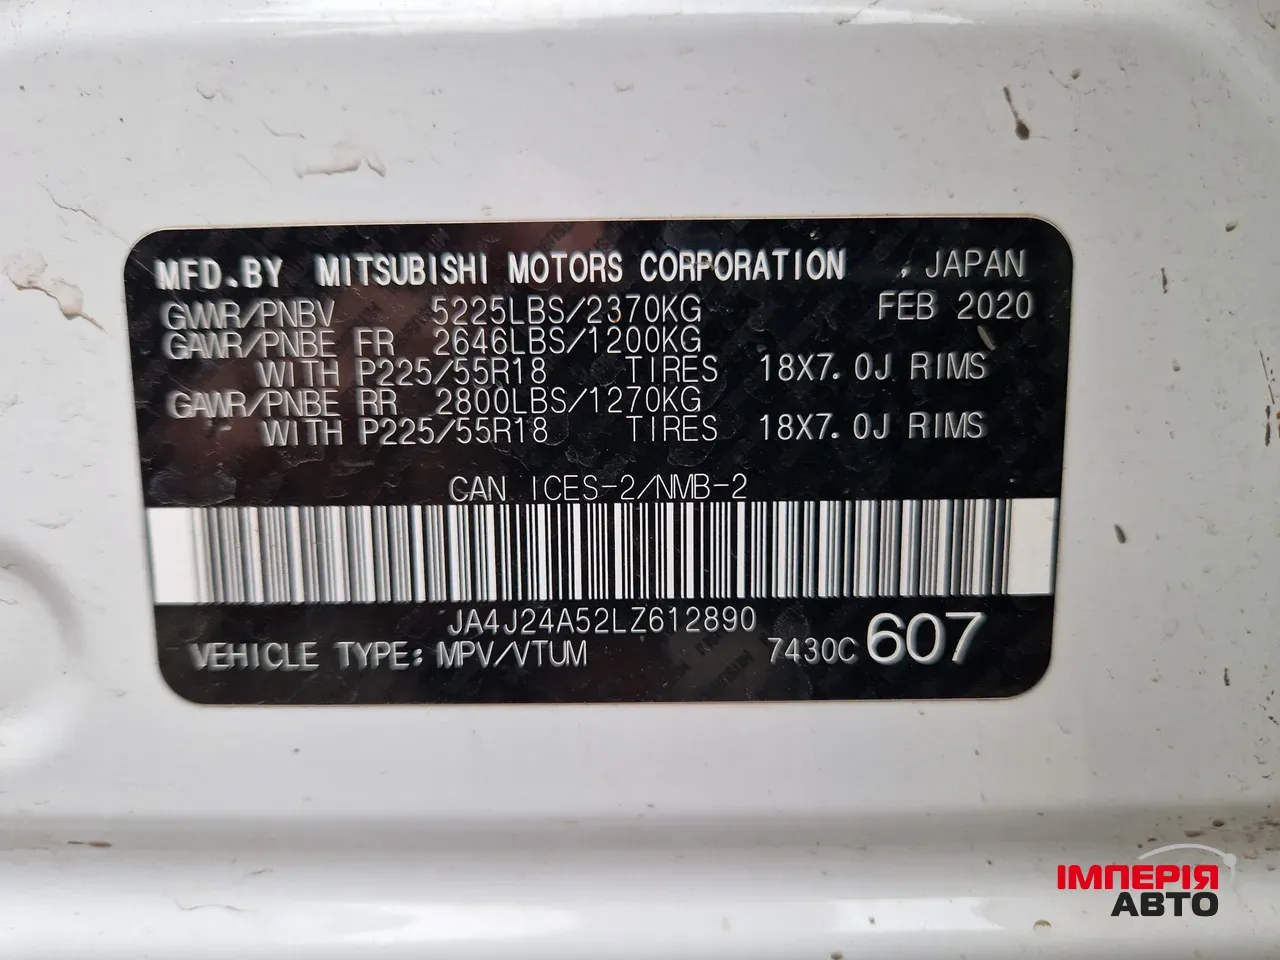 MFD.BY MITSUBISHI MOTORS CORPORATION , JAPAN
GVWR/PNBV 5225LBS/2370KG FEB 2020
GAWR/PNBE FR 2646LBS/1200KG
WITH P225/55R18 TIRES 18X7.0J RIMS
GAWR/PNBE RR 2800LBS/1270KG
WITH P225/55R18 TIRES 18X7.0J RIMS
CAN ICES-2/NMB-2
JA4J24A52LZ612890
VEHICLE TYPE: MPV/VTUM 7430C 607
ІМПЕРІЯ
АВТО